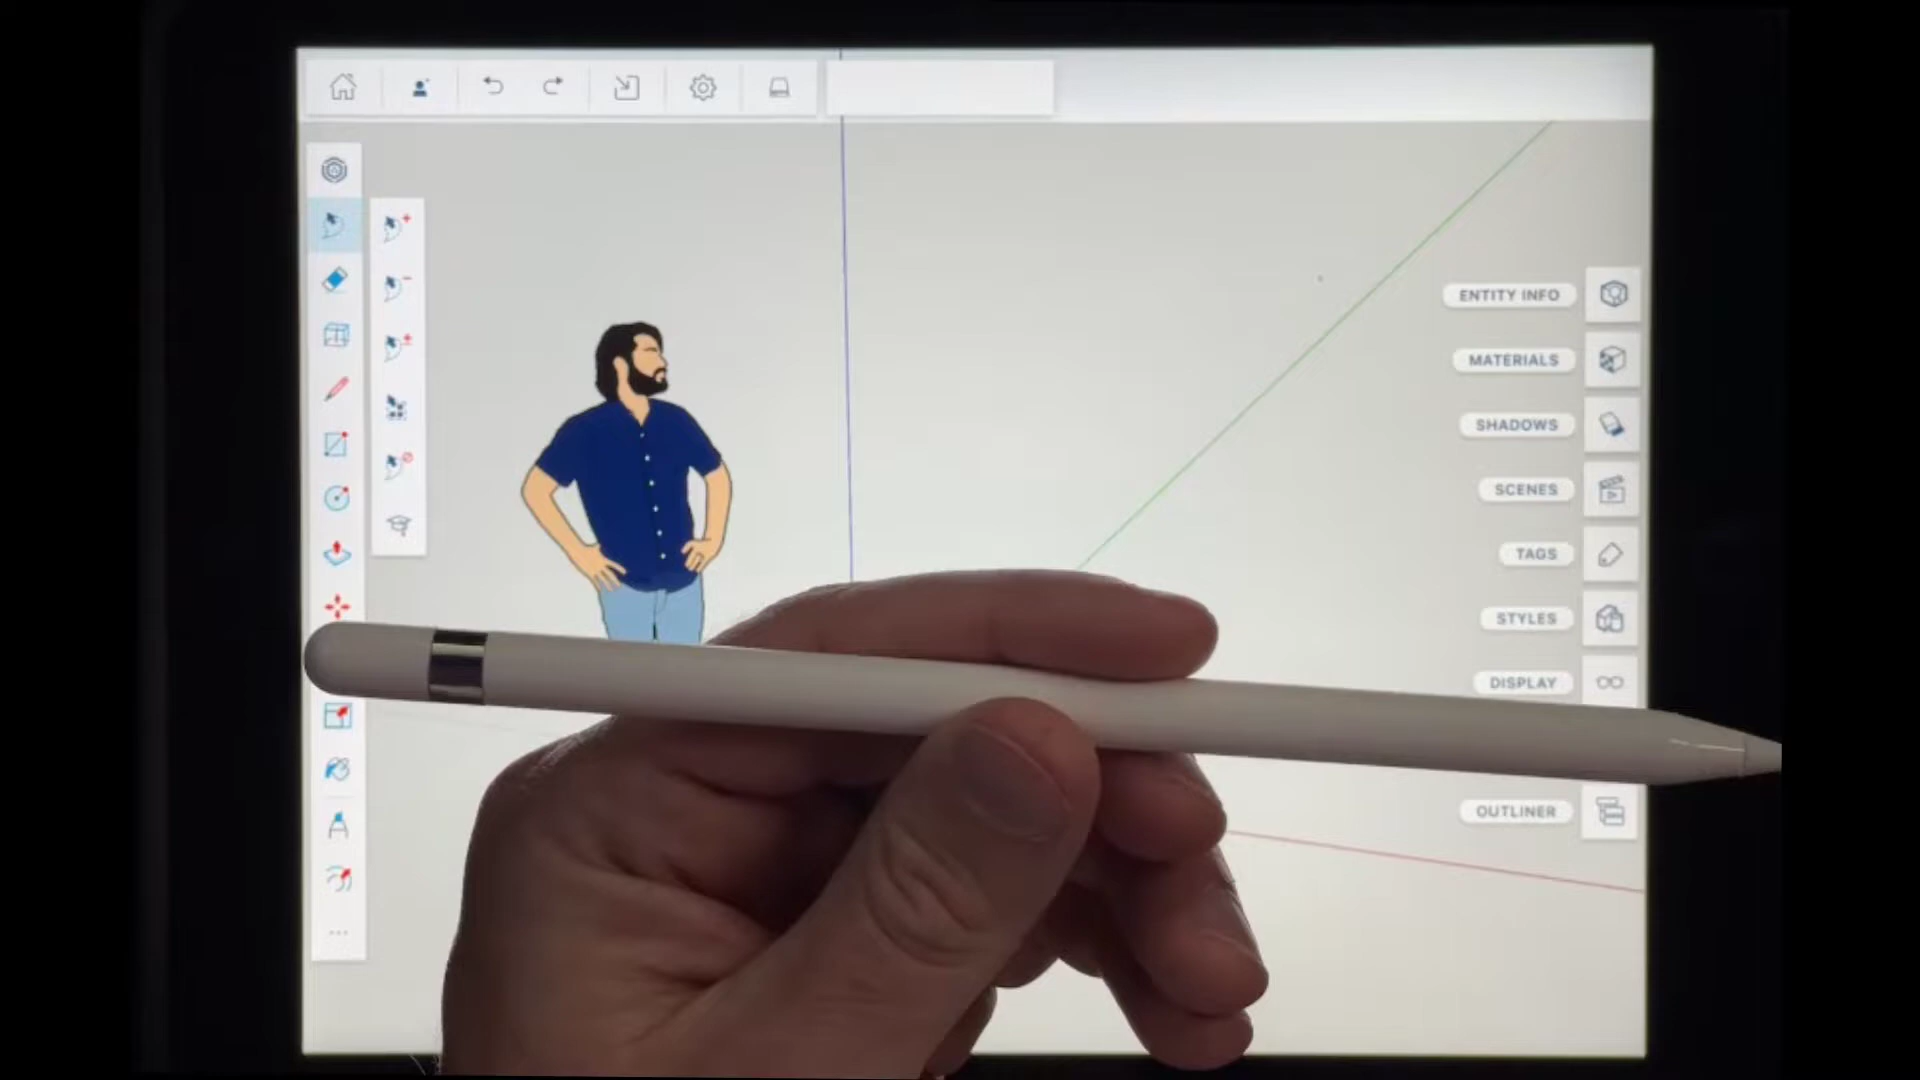 ENTITY INFO
MATERIALS
SHADOWS
SCENES
TAGS
STYLES
DISPLAY
OUTLINER